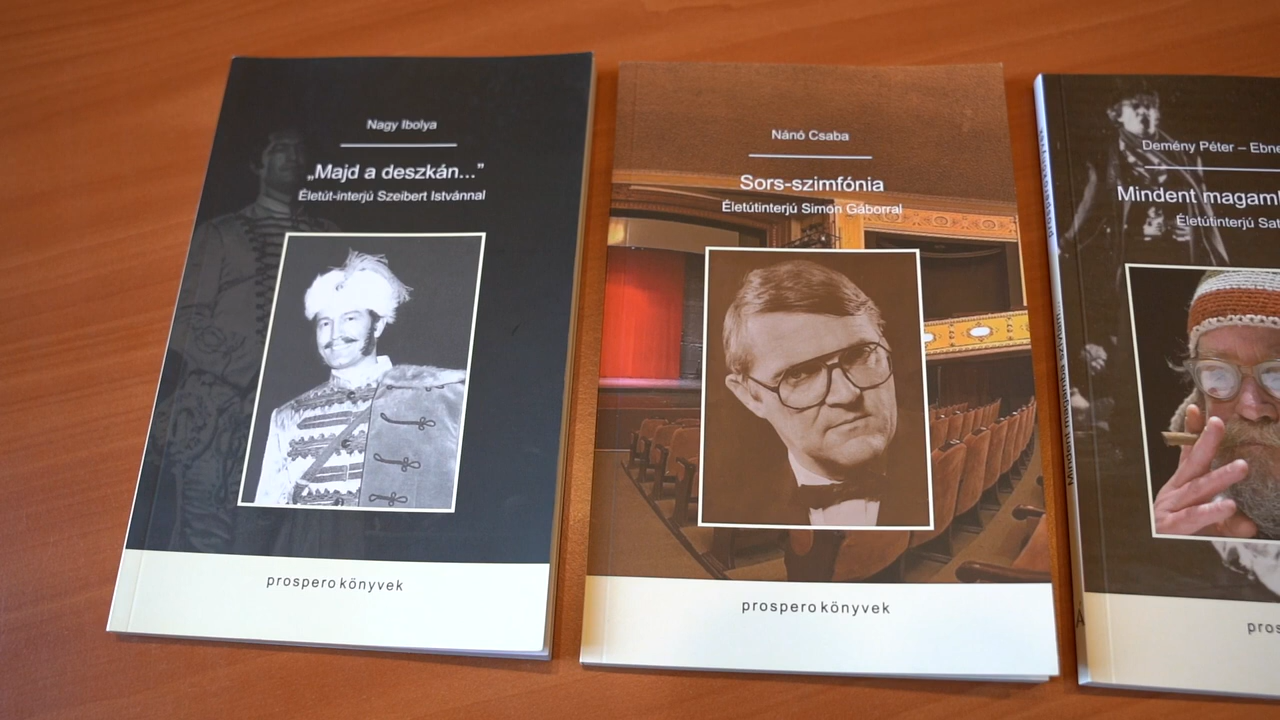 Nagy Ibolya
„Majd a deszkán...”
Életút-interjú Szeibert Istvánnal
prospero könyvek
Nánó Csaba
Sors-szimfónia
Életútinterjú Simon Gáborral
prospero könyvek
Demény Péter – Ebne
Mindent magam
Életútinterjú Sat
pros